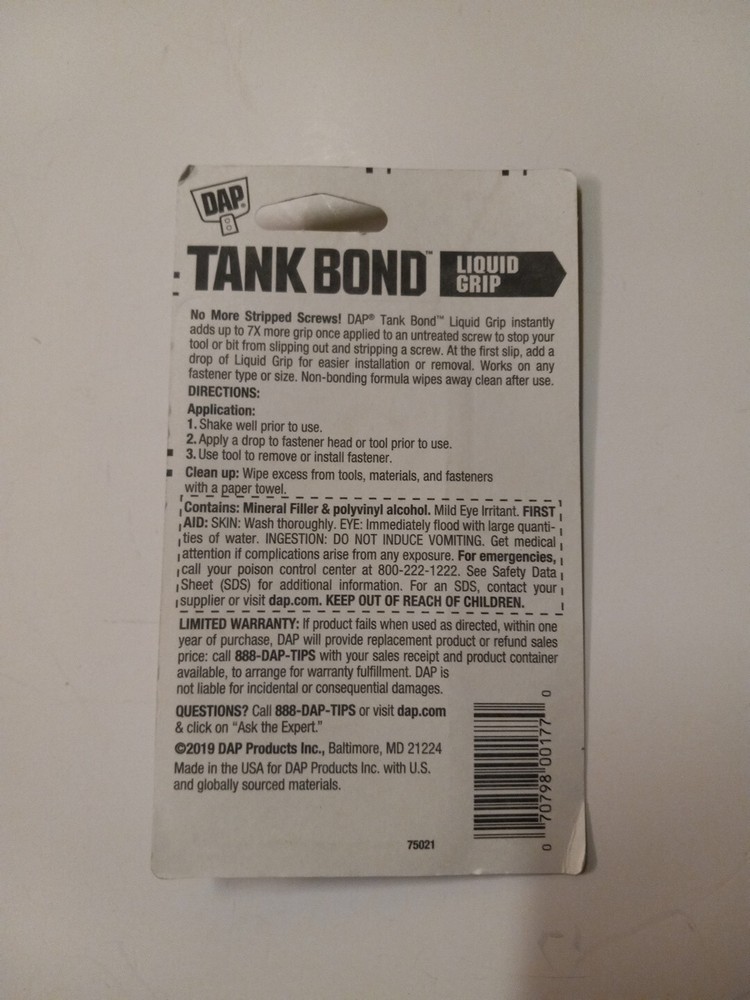 DAP®
TANK BOND™ LIQUID
GRIP
No More Stripped Screws! DAP® Tank Bond™ Liquid Grip instantly
adds up to 7X more grip once applied to an untreated screw to stop your
tool or bit from slipping out and stripping a screw. At the first slip, add a
drop of Liquid Grip for easier installation or removal. Works on any
fastener type or size. Non-bonding formula wipes away clean after use.
DIRECTIONS:
Application:
1. Shake well prior to use.
2. Apply a drop to fastener head or tool prior to use.
3. Use tool to remove or install fastener.
Clean up: Wipe excess from tools, materials, and fasteners
with a paper towel.
Contains: Mineral Filler & polyvinyl alcohol. Mild Eye Irritant. FIRST
AID: SKIN: Wash thoroughly. EYE: Immediately flood with large quanti-
ties of water. INGESTION: DO NOT INDUCE VOMITING. Get medical
attention if complications arise from any exposure. For emergencies,
call your poison control center at 800-222-1222. See Safety Data
Sheet (SDS) for additional information. For an SDS, contact your
supplier or visit dap.com. KEEP OUT OF REACH OF CHILDREN.
LIMITED WARRANTY: If product fails when used as directed, within one
year of purchase, DAP will provide replacement product or refund sales
price: call 888-DAP-TIPS with your sales receipt and product container
available, to arrange for warranty fulfillment. DAP is
not liable for incidental or consequential damages.
QUESTIONS? Call 888-DAP-TIPS or visit dap.com
& click on "Ask the Expert."
©2019 DAP Products Inc., Baltimore, MD 21224
Made in the USA for DAP Products Inc. with U.S.
and globally sourced materials.
75021
0 70798 00177 0